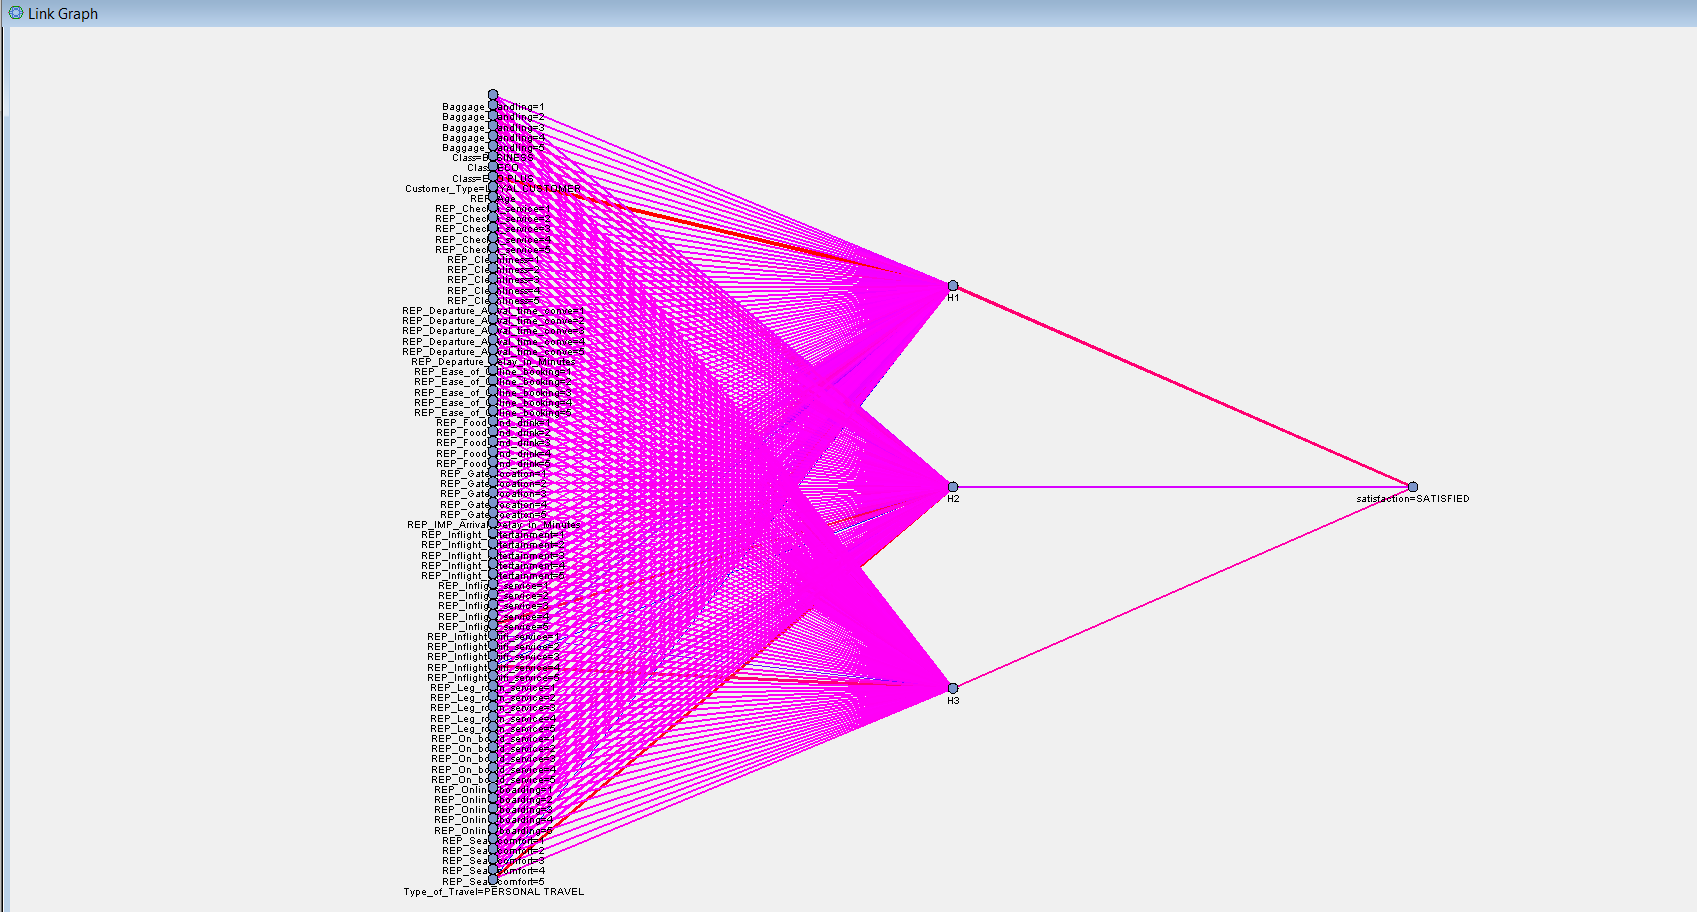 Link Graph
Baggage_handling=1
Baggage_handling=2
Baggage_handling=3
Baggage_handling=4
Baggage_handling=5
Class=BUSINESS
Class=ECO
Class=ECO PLUS
Customer_Type=LOYAL CUSTOMER
REP_Age
REP_Checkin_service=1
REP_Checkin_service=2
REP_Checkin_service=3
REP_Checkin_service=4
REP_Checkin_service=5
REP_Cleanliness=1
REP_Cleanliness=2
REP_Cleanliness=3
REP_Cleanliness=4
REP_Cleanliness=5
REP_Departure_Arrival_time_conve=1
REP_Departure_Arrival_time_conve=2
REP_Departure_Arrival_time_conve=3
REP_Departure_Arrival_time_conve=4
REP_Departure_Arrival_time_conve=5
REP_Departure_Delay_in_Minutes
REP_Ease_of_Online_booking=1
REP_Ease_of_Online_booking=2
REP_Ease_of_Online_booking=3
REP_Ease_of_Online_booking=4
REP_Ease_of_Online_booking=5
REP_Food_and_drink=1
REP_Food_and_drink=2
REP_Food_and_drink=3
REP_Food_and_drink=4
REP_Food_and_drink=5
REP_Gate_location=1
REP_Gate_location=2
REP_Gate_location=3
REP_Gate_location=4
REP_Gate_location=5
REP_IMP_Arrival_Delay_in_Minutes
REP_Inflight_entertainment=1
REP_Inflight_entertainment=2
REP_Inflight_entertainment=3
REP_Inflight_entertainment=4
REP_Inflight_entertainment=5
REP_Inflight_service=1
REP_Inflight_service=2
REP_Inflight_service=3
REP_Inflight_service=4
REP_Inflight_service=5
REP_Inflight_wifi_service=1
REP_Inflight_wifi_service=2
REP_Inflight_wifi_service=3
REP_Inflight_wifi_service=4
REP_Inflight_wifi_service=5
REP_Leg_room_service=1
REP_Leg_room_service=2
REP_Leg_room_service=3
REP_Leg_room_service=4
REP_Leg_room_service=5
REP_On_board_service=1
REP_On_board_service=2
REP_On_board_service=3
REP_On_board_service=4
REP_On_board_service=5
REP_Online_boarding=1
REP_Online_boarding=2
REP_Online_boarding=3
REP_Online_boarding=4
REP_Online_boarding=5
REP_Seat_comfort=1
REP_Seat_comfort=2
REP_Seat_comfort=3
REP_Seat_comfort=4
REP_Seat_comfort=5
Type_of_Travel=PERSONAL TRAVEL
H1
H2
H3
satisfaction=SATISFIED